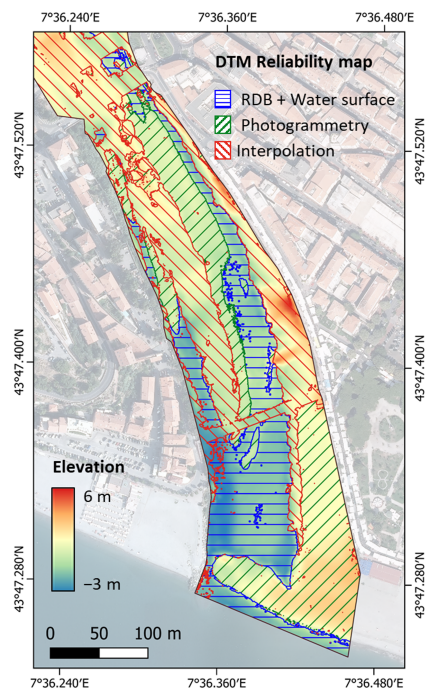 7°36.240'E 7°36.360'E 7°36.480'E
DTM Reliability map
RDB + Water surface
Photogrammetry
Interpolation
43°47.520'N 43°47.520'N
43°47.400'N 43°47.400'N
Elevation
6 m
−3 m
43°47.280'N 43°47.280'N
0 50 100 m
7°36.240'E 7°36.360'E 7°36.480'E